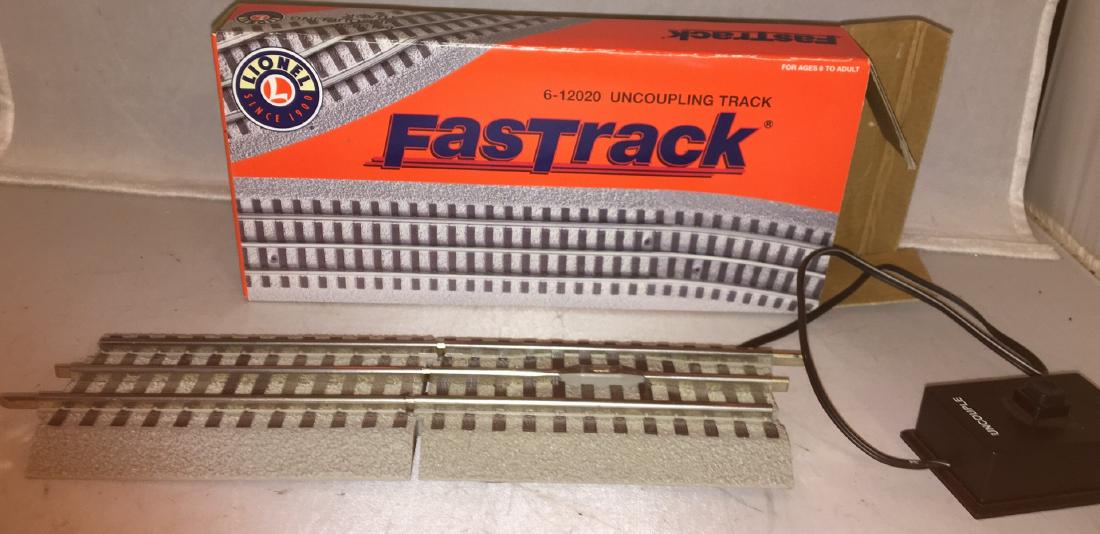 FasTrack
FOR AGES 8 TO ADULT
LIONEL
L
SINCE 1900
6-12020 UNCOUPLING TRACK
FasTrack®
UNCOUPLE